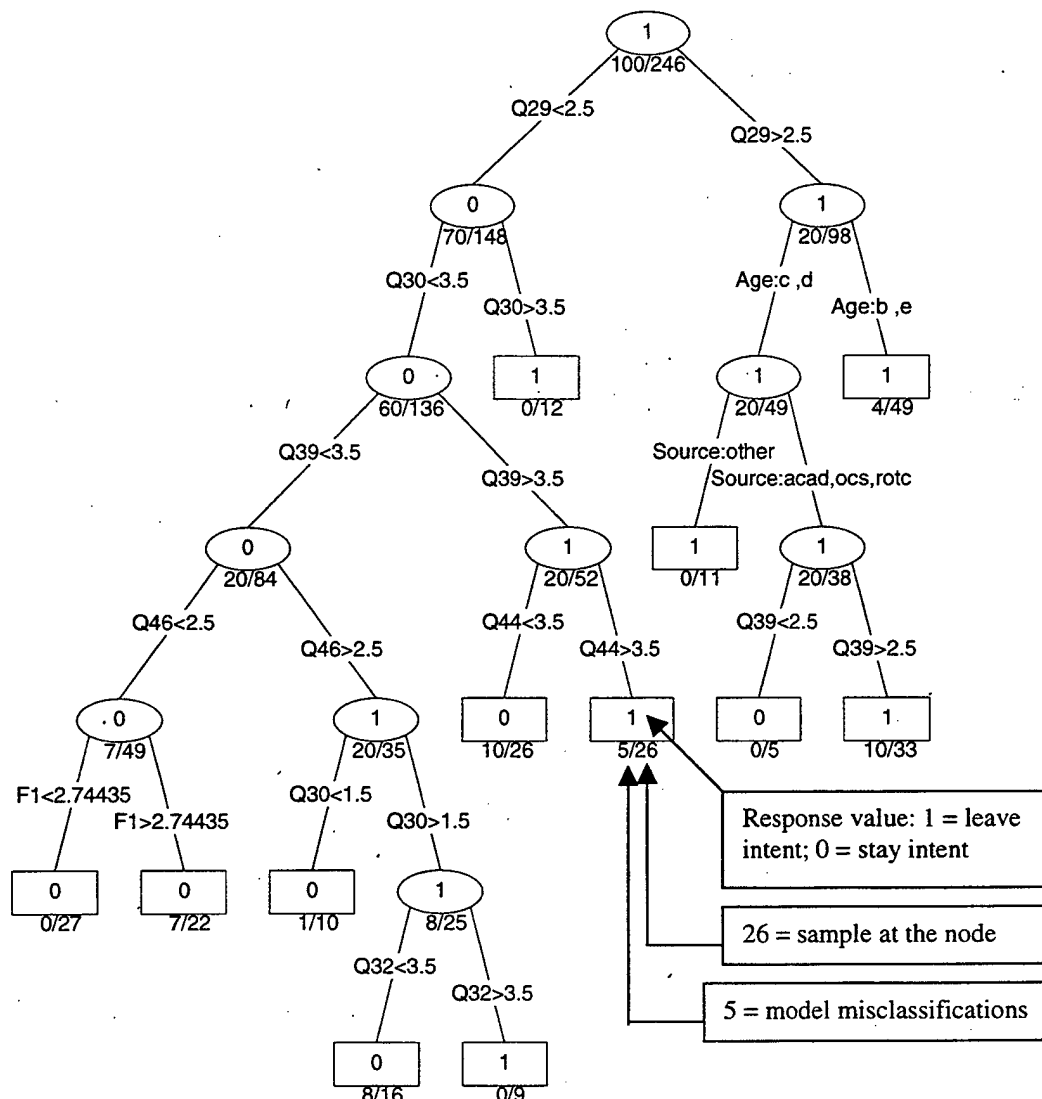 1
100/246
Q29<2.5
Q29>2.5
0
70/148
1
20/98
Q30<3.5
Q30>3.5
Age:c ,d
Age:b ,e
0
60/136
1
0/12
1
20/49
1
4/49
Q39<3.5
Q39>3.5
Source:other
Source:acad,ocs,rotc
0
20/84
1
20/52
1
0/11
1
20/38
Q46<2.5
Q46>2.5
Q44<3.5
Q44>3.5
Q39<2.5
Q39>2.5
0
7/49
1
20/35
0
10/26
1
5/26
0
0/5
1
10/33
F1<2.74435
F1>2.74435
Q30<1.5
Q30>1.5
Response value: 1 = leave
intent; 0 = stay intent
0
0/27
0
7/22
0
1/10
1
8/25
26 = sample at the node
Q32<3.5
Q32>3.5
5 = model misclassifications
0
8/16
1
0/9